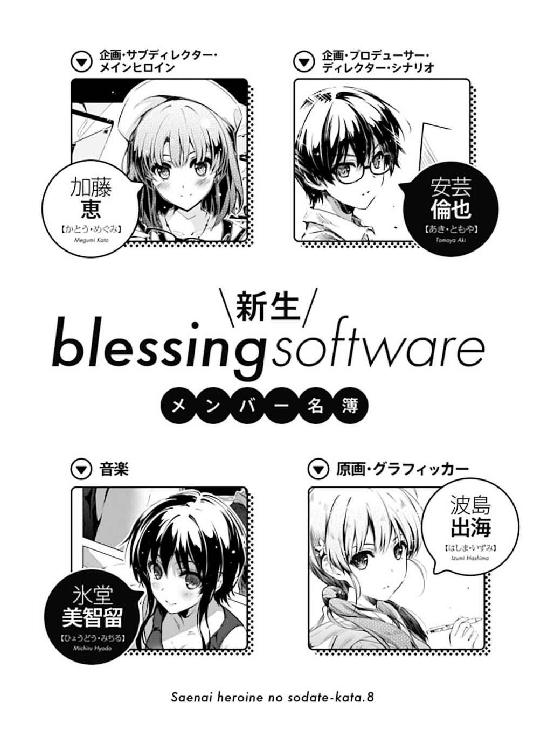 企画・サブディレクター・
メインヒロイン
加藤
恵
【かとう・めぐみ】
Megumi Kato
企画・プロデューサー・
ディレクター・シナリオ
安芸
倫也
【あき・ともや】
Tomoya Aki
\新生/
blessing software
メンバー名簿
音楽
氷堂
美智留
【ひょうどう・みちる】
Michiru Hyodo
原画・グラフィッカー
波島
出海
【はしま・いずみ】
Izumi Hashima
Saenai heroine no sodate-kata.8